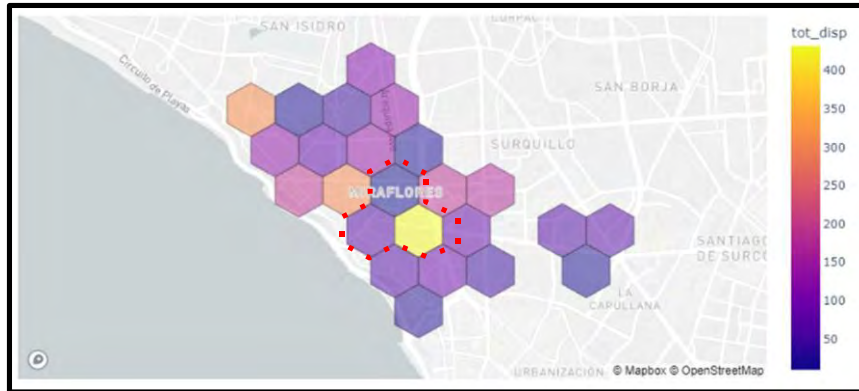 SAN ISIDRO
tot_disp
Circuito de Playas
400
SAN BORJA
350
SURQUILLO
300
MIRAFLORES
250
200
SANTIAGO
DE SURCO
150
LA
CAPULLANA
100
50
URBANIZACIÓN
© Mapbox © OpenStreetMap